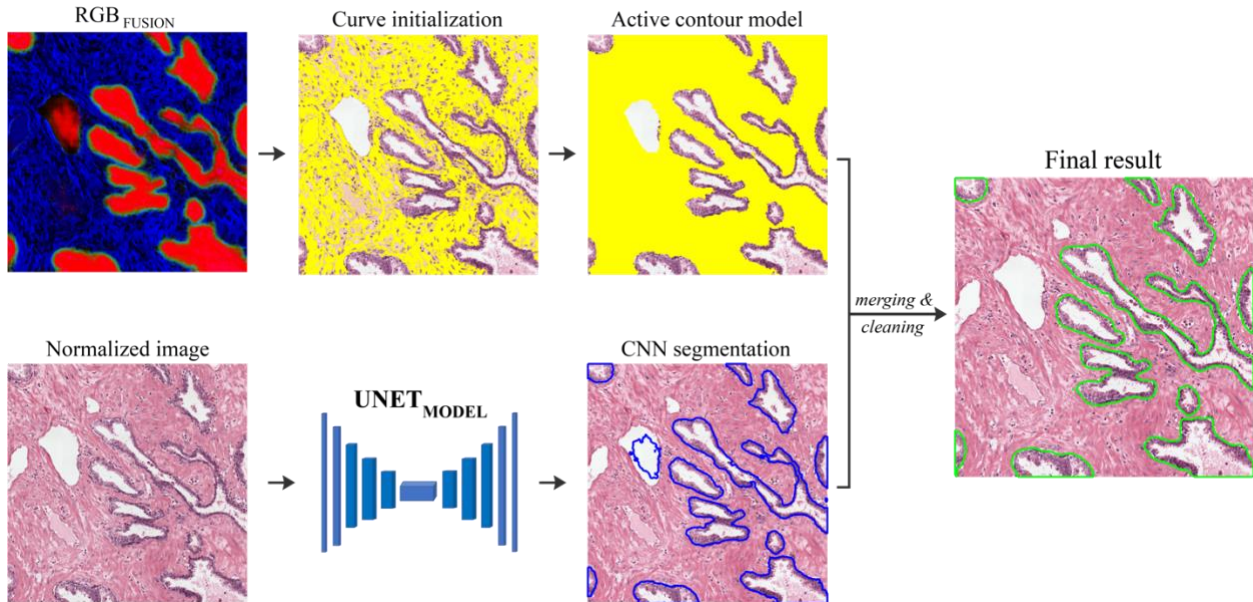 RGB FUSION
Curve initialization
Active contour model
Final result
merging &
cleaning
Normalized image
UNET MODEL
CNN segmentation